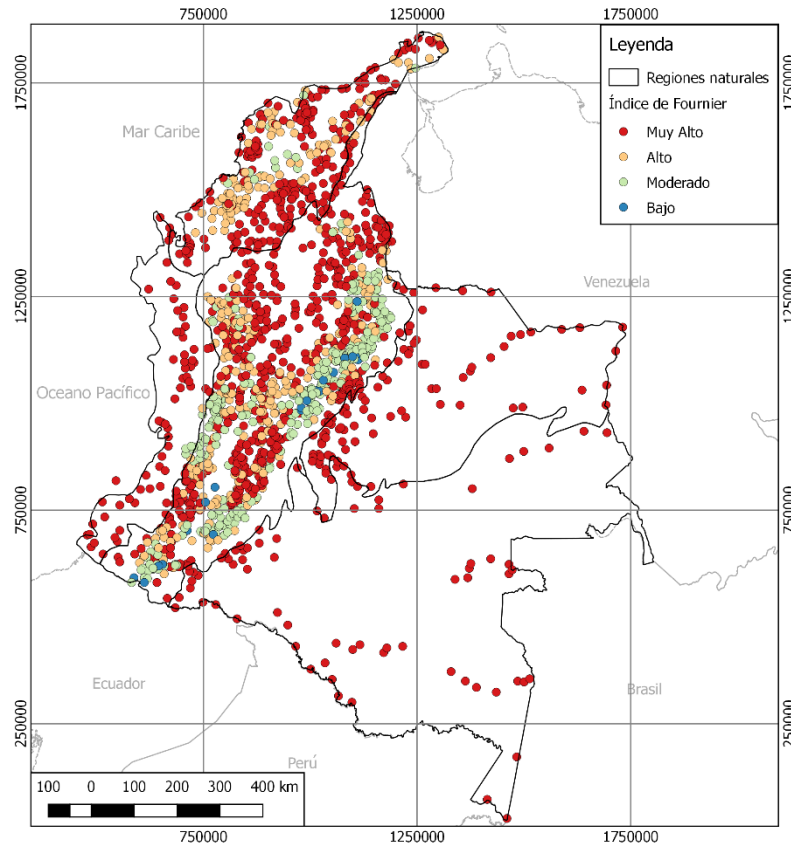 750000
1250000
1750000
1750000
1750000
Leyenda
Regiones naturales
Índice de Fournier
Muy Alto
Alto
Moderado
Bajo
Mar Caribe
Venezuela
1250000
1250000
Oceano Pacífico
750000
750000
Ecuador
Brasil
Perú
250000
250000
100 0 100 200 300 400 km
750000
1250000
1750000